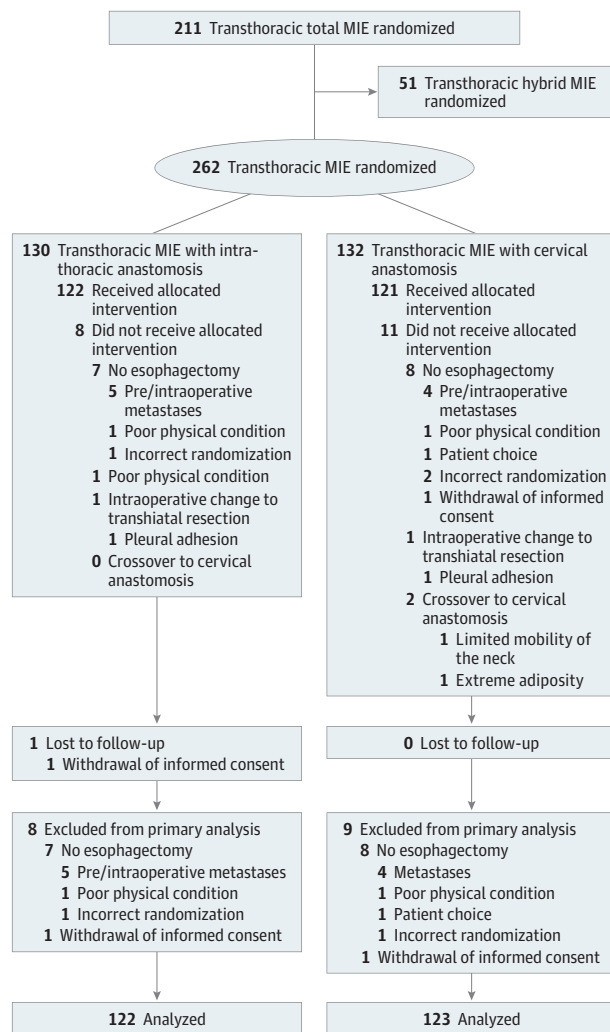 211 Transthoracic total MIE randomized
51 Transthoracic hybrid MIE
randomized
262 Transthoracic MIE randomized
130 Transthoracic MIE with intra-
thoracic anastomosis
122 Received allocated
intervention
8 Did not receive allocated
intervention
7 No esophagectomy
5 Pre/intraoperative
metastases
1 Poor physical condition
1 Incorrect randomization
1 Poor physical condition
1 Intraoperative change to
transhiatal resection
1 Pleural adhesion
0 Crossover to cervical
anastomosis
132 Transthoracic MIE with cervical
anastomosis
121 Received allocated
intervention
11 Did not receive allocated
intervention
8 No esophagectomy
4 Pre/intraoperative
metastases
1 Poor physical condition
1 Patient choice
2 Incorrect randomization
1 Withdrawal of informed
consent
1 Intraoperative change to
transhiatal resection
1 Pleural adhesion
2 Crossover to cervical
anastomosis
1 Limited mobility of
the neck
1 Extreme adiposity
1 Lost to follow-up
1 Withdrawal of informed consent
0 Lost to follow-up
8 Excluded from primary analysis
7 No esophagectomy
5 Pre/intraoperative metastases
1 Poor physical condition
1 Incorrect randomization
1 Withdrawal of informed consent
9 Excluded from primary analysis
8 No esophagectomy
4 Metastases
1 Poor physical condition
1 Patient choice
1 Incorrect randomization
1 Withdrawal of informed consent
122 Analyzed
123 Analyzed